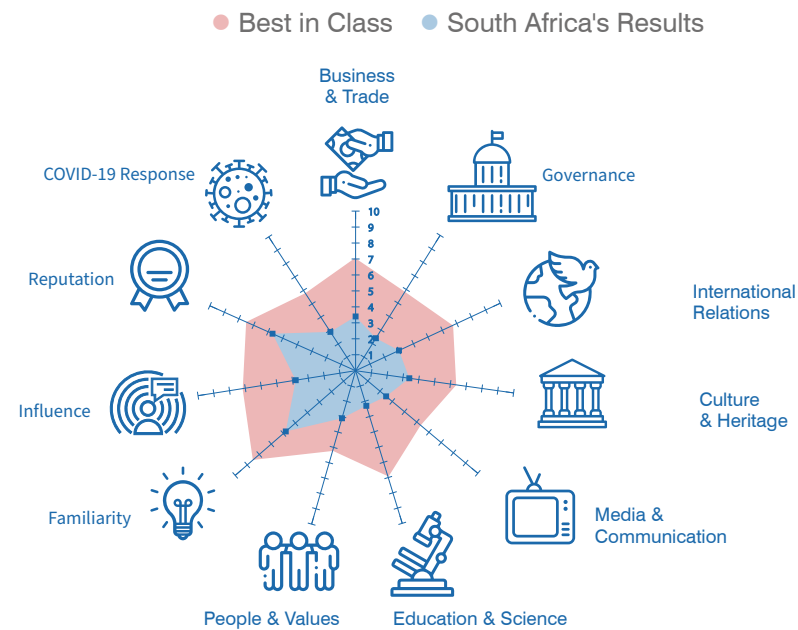 Best in Class
South Africa's Results
Business
& Trade
COVID-19 Response
Governance
10
9
8
7
6
5
4
3
2
1
Reputation
International
Relations
Influence
Culture
& Heritage
Familiarity
Media &
Communication
People & Values
Education & Science